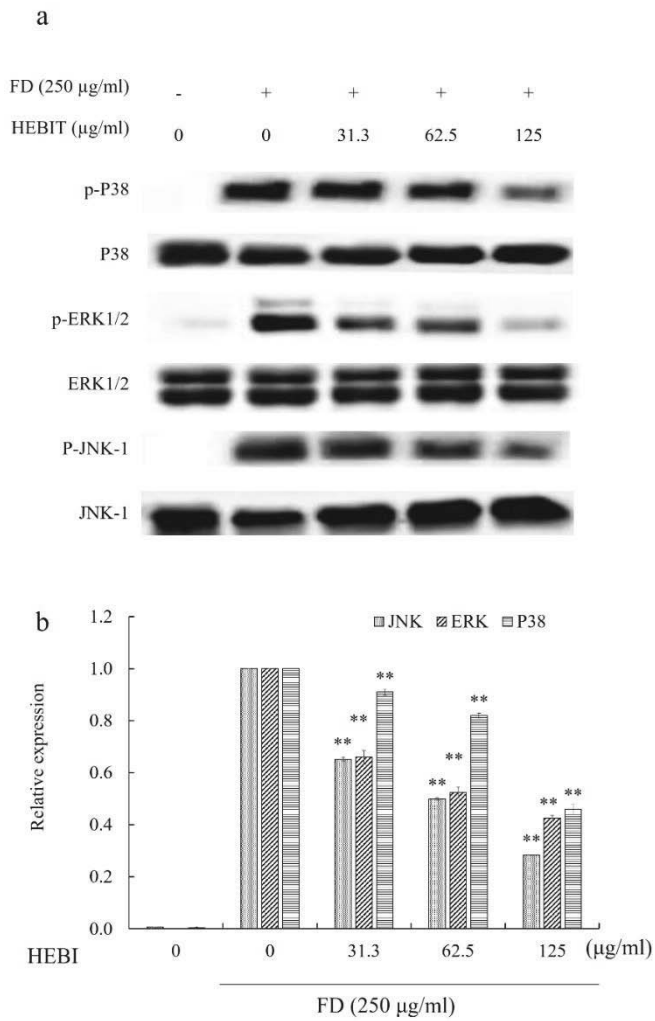 a
FD (250 µg/ml) - + + + +
HEBIT (µg/ml) 0 0 31.3 62.5 125
p-P38
P38
p-ERK1/2
ERK1/2
P-JNK-1
JNK-1
b
1.2
JNK ERK P38
1.0
0.8
0.6
0.4
0.2
0.0
Relative expression
** ** **
** ** **
** ** **
HEBI 0 0 31.3 62.5 125 (µg/ml)
FD (250 µg/ml)